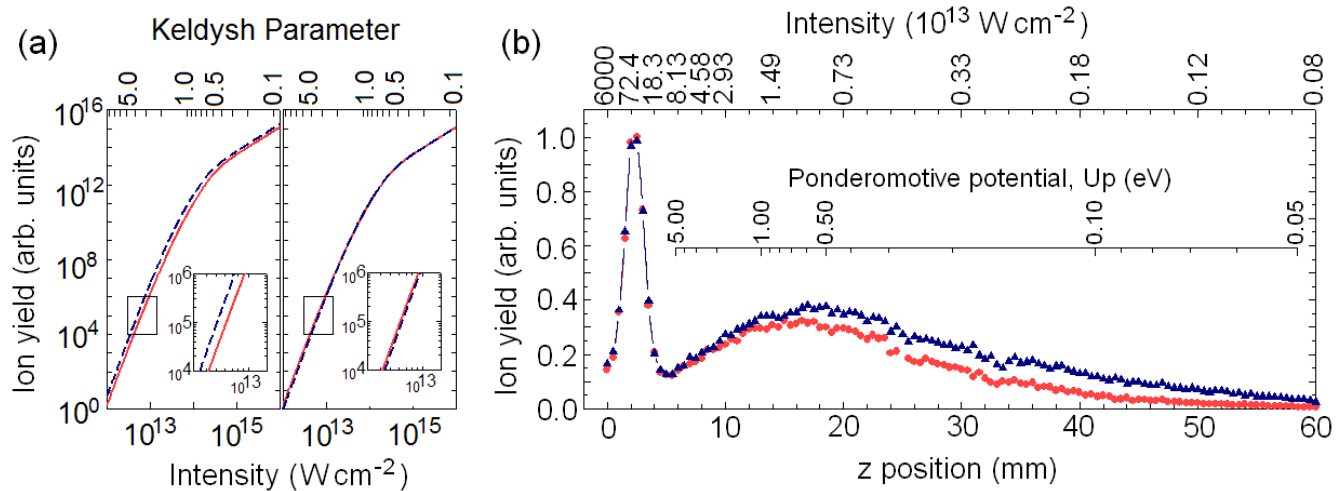 (a) Keldysh Parameter
5.0 1.0 0.5 0.1 5.0 1.0 0.5 0.1
Ion yield (arb. units)
10^16
10^12
10^8
10^4
10^0
10^6
10^5
10^4
10^13
10^6
10^5
10^4
10^13
10^13 10^15 10^13 10^15
Intensity (W cm^-2)
(b) Intensity (10^13 W cm^-2)
6000 72.4 18.3 8.13 4.58 2.93 1.49 0.73 0.33 0.18 0.12 0.08
Ion yield (arb. units)
1.0
0.8
0.6
0.4
0.2
0.0
Ponderomotive potential, Up (eV)
5.00 1.00 0.50 0.10 0.05
0 10 20 30 40 50 60
z position (mm)